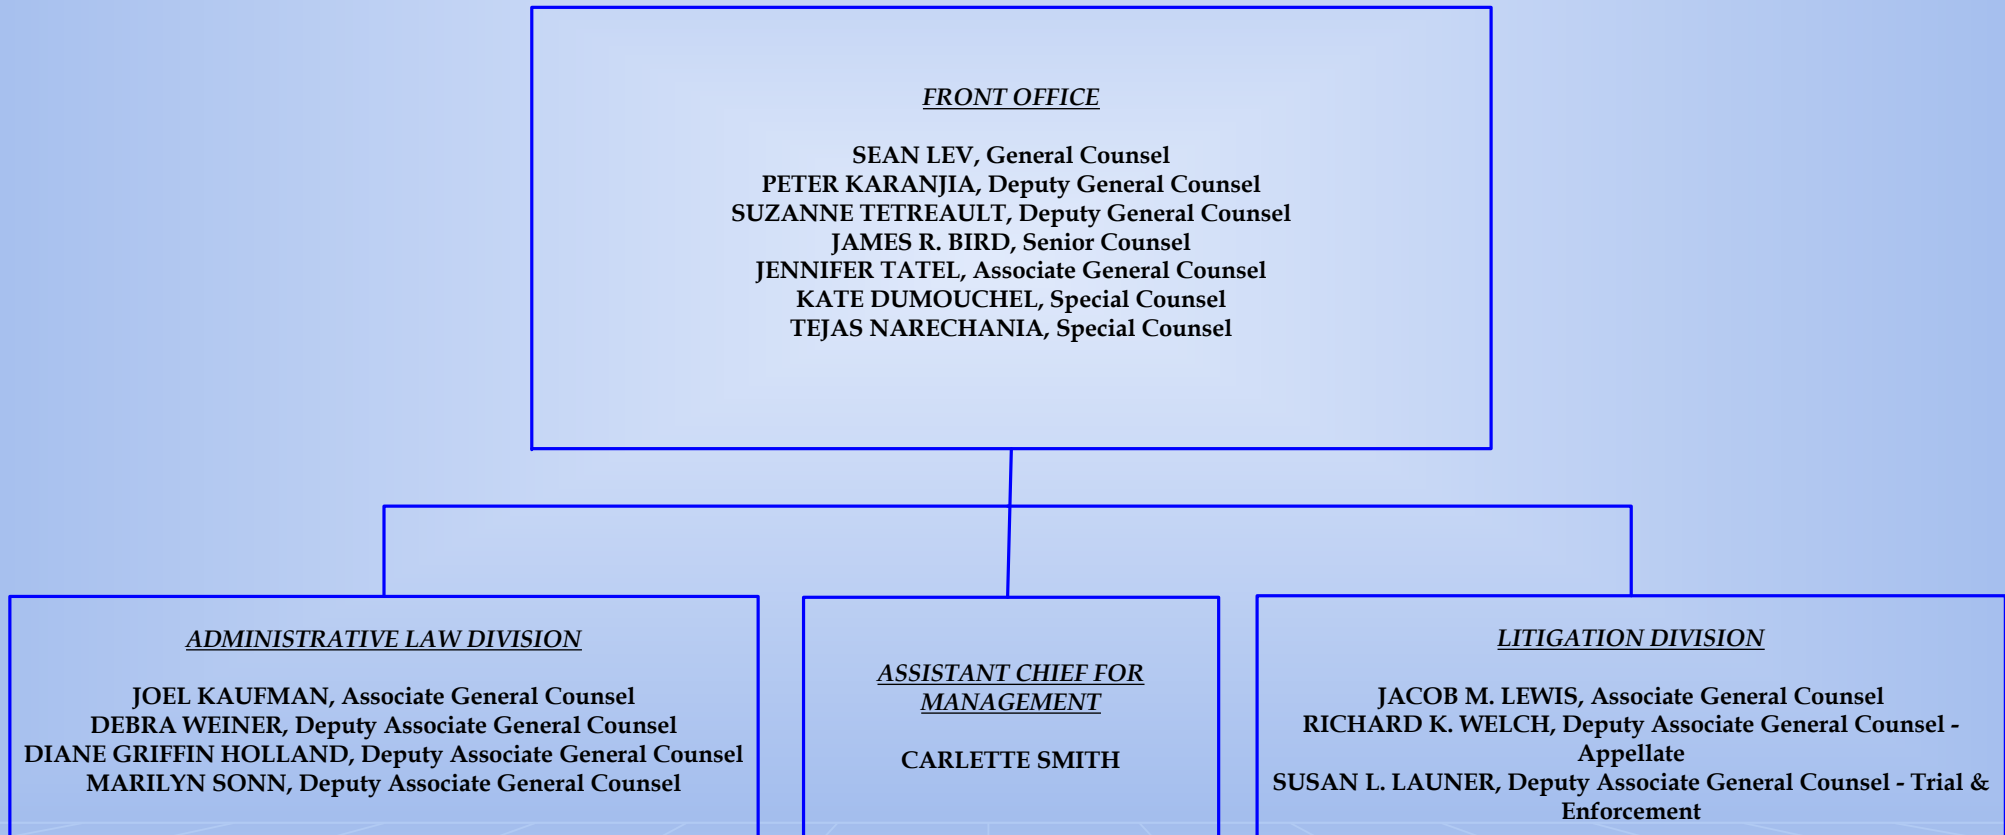 FRONT OFFICE
SEAN LEV, General Counsel
PETER KARANJIA, Deputy General Counsel
SUZANNE TETREAULT, Deputy General Counsel
JAMES R. BIRD, Senior Counsel
JENNIFER TATEL, Associate General Counsel
KATE DUMOUCHEL, Special Counsel
TEJAS NARECHANIA, Special Counsel
ADMINISTRATIVE LAW DIVISION
JOEL KAUFMAN, Associate General Counsel
DEBRA WEINER, Deputy Associate General Counsel
DIANE GRIFFIN HOLLAND, Deputy Associate General Counsel
MARILYN SONN, Deputy Associate General Counsel
ASSISTANT CHIEF FOR
MANAGEMENT
CARLETTE SMITH
LITIGATION DIVISION
JACOB M. LEWIS, Associate General Counsel
RICHARD K. WELCH, Deputy Associate General Counsel -
Appellate
SUSAN L. LAUNER, Deputy Associate General Counsel - Trial &
Enforcement